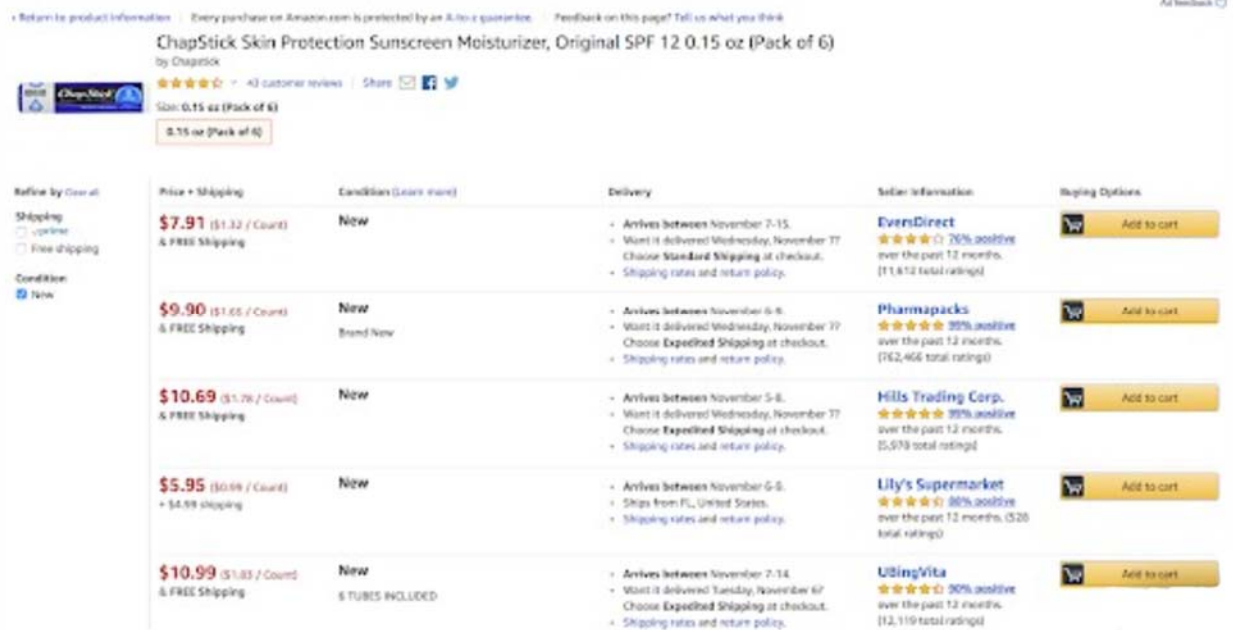 Ad feedback
‹ Return to product information | Every purchase on Amazon.com is protected by an A-to-z guarantee. | Feedback on this page? Tell us what you think
ChapStick Skin Protection Sunscreen Moisturizer, Original SPF 12 0.15 oz (Pack of 6)
by Chapstick
43 customer reviews | Share
ChapStick
Size: 0.15 oz (Pack of 6)
0.15 oz (Pack of 6)
Refine by Clear all
Shipping
prime
Free shipping
Condition
New
Price + Shipping Condition (Learn more) Delivery Seller Information Buying Options
$7.91 ($1.32 / Count)
& FREE Shipping
New
• Arrives between November 7-15.
• Want it delivered Wednesday, November 7?
Choose Standard Shipping at checkout.
• Shipping rates and return policy.
EversDirect
76% positive
over the past 12 months.
(11,612 total ratings)
Add to cart
$9.90 ($1.65 / Count)
& FREE Shipping
New
Brand New
• Arrives between November 6-9.
• Want it delivered Wednesday, November 7?
Choose Expedited Shipping at checkout.
• Shipping rates and return policy.
Pharmapacks
99% positive
over the past 12 months.
(762,466 total ratings)
Add to cart
$10.69 ($1.78 / Count)
& FREE Shipping
New
• Arrives between November 5-8.
• Want it delivered Wednesday, November 7?
Choose Expedited Shipping at checkout.
• Shipping rates and return policy.
Hills Trading Corp.
99% positive
over the past 12 months.
(5,978 total ratings)
Add to cart
$5.95 ($0.99 / Count)
+ $4.99 shipping
New
• Arrives between November 6-9.
• Ships from FL, United States.
• Shipping rates and return policy.
Lily's Supermarket
88% positive
over the past 12 months. (528
total ratings)
Add to cart
$10.99 ($1.83 / Count)
& FREE Shipping
New
6 TUBES INCLUDED
• Arrives between November 7-14.
• Want it delivered Tuesday, November 6?
Choose Expedited Shipping at checkout.
• Shipping rates and return policy.
UBingVita
90% positive
over the past 12 months.
(12,119 total ratings)
Add to cart